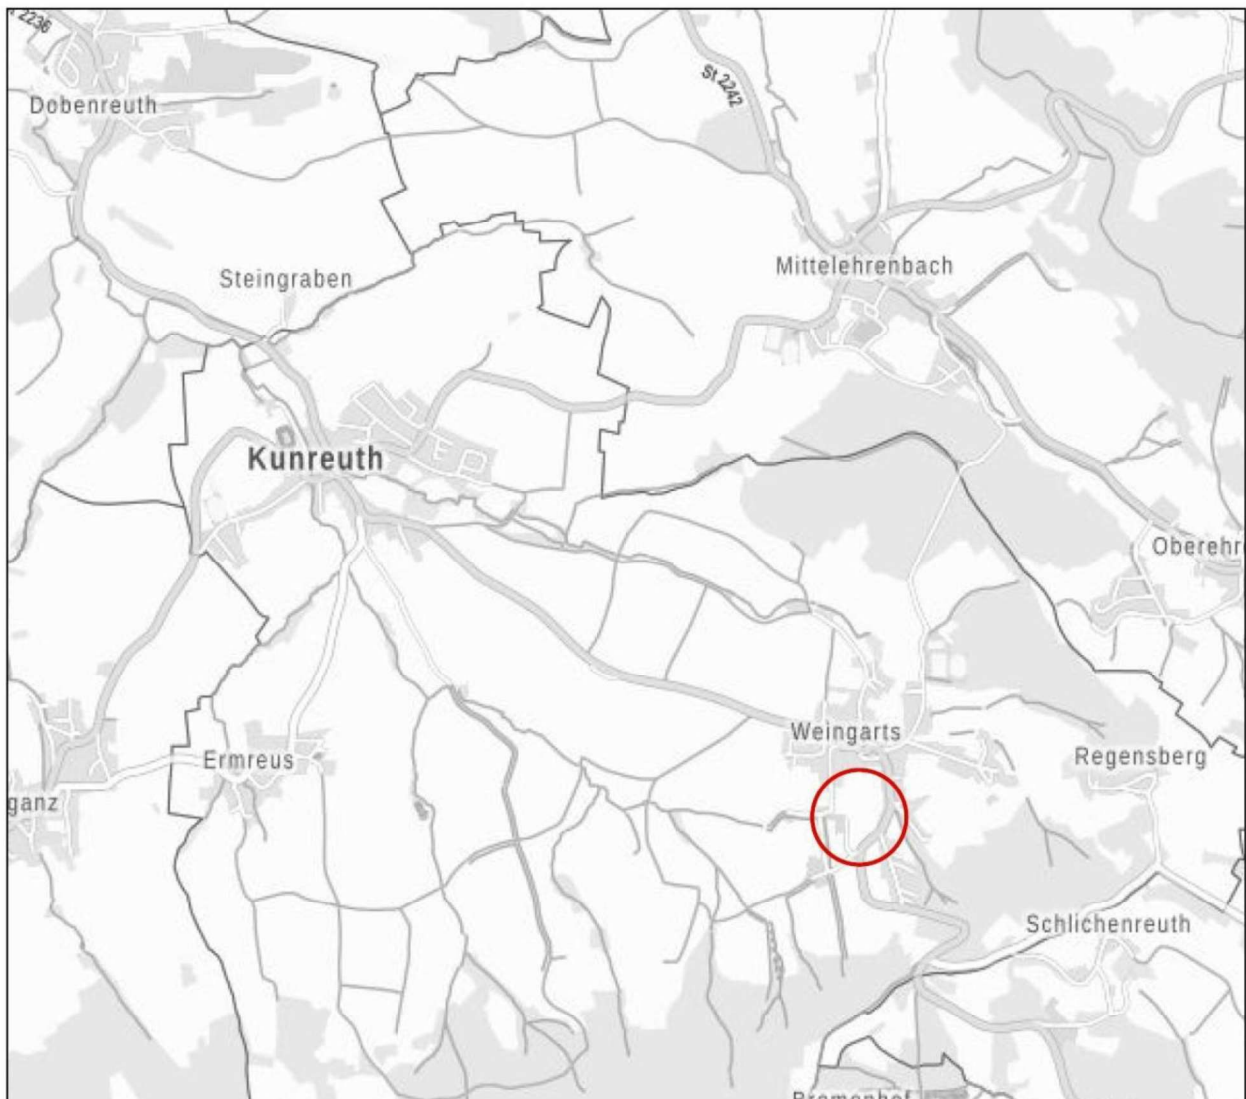 2236
Dobenreuth
St 2242
Steingraben
Mittelehrenbach
Kunreuth
Oberehr
Weingarts
Ermreus
Regensberg
ganz
Schlichenreuth